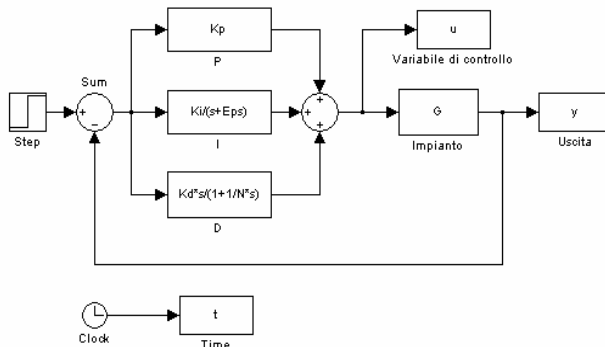 Kp
P
u
Variabile di controllo
Sum
+
−
Step
Ki/(s+Eps)
I
+
+
+
G
Impianto
y
Uscita
Kd*s/(1+1/N*s)
D
Clock
t
Time